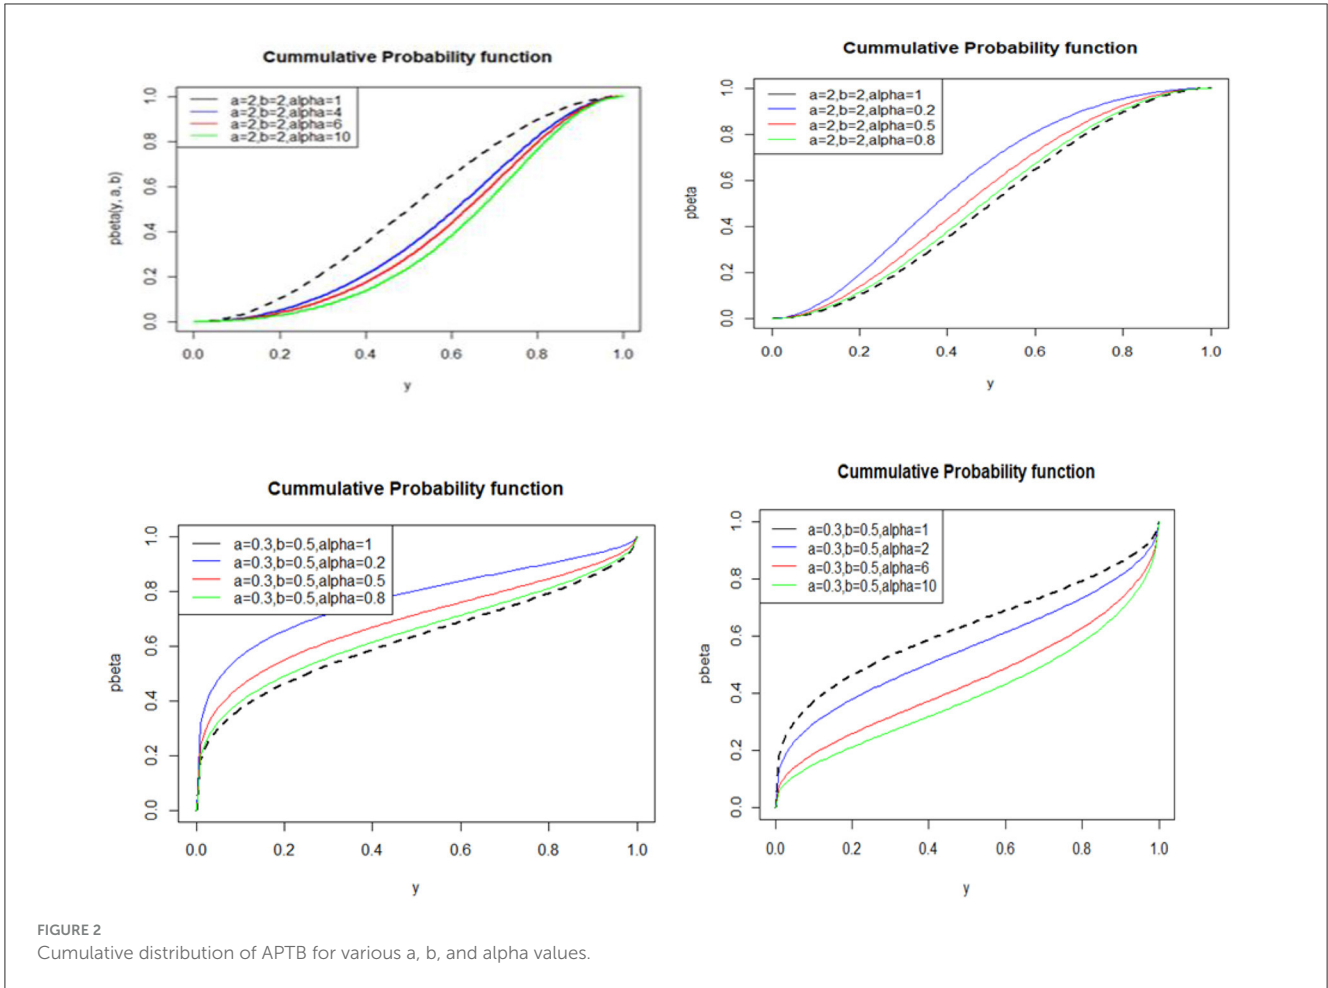 Cummulative Probability function
a=2,b=2,alpha=1
a=2,b=2,alpha=4
a=2,b=2,alpha=6
a=2,b=2,alpha=10
pbeta(y, a, b)
0.0 0.2 0.4 0.6 0.8 1.0
0.0 0.2 0.4 0.6 0.8 1.0
y
Cummulative Probability function
a=2,b=2,alpha=1
a=2,b=2,alpha=0.2
a=2,b=2,alpha=0.5
a=2,b=2,alpha=0.8
pbeta
0.0 0.2 0.4 0.6 0.8 1.0
0.0 0.2 0.4 0.6 0.8 1.0
y
Cummulative Probability function
a=0.3,b=0.5,alpha=1
a=0.3,b=0.5,alpha=0.2
a=0.3,b=0.5,alpha=0.5
a=0.3,b=0.5,alpha=0.8
pbeta
0.0 0.2 0.4 0.6 0.8 1.0
0.0 0.2 0.4 0.6 0.8 1.0
y
Cummulative Probability function
a=0.3,b=0.5,alpha=1
a=0.3,b=0.5,alpha=2
a=0.3,b=0.5,alpha=6
a=0.3,b=0.5,alpha=10
pbeta
0.0 0.2 0.4 0.6 0.8 1.0
0.0 0.2 0.4 0.6 0.8 1.0
y
FIGURE 2
Cumulative distribution of APTB for various a, b, and alpha values.